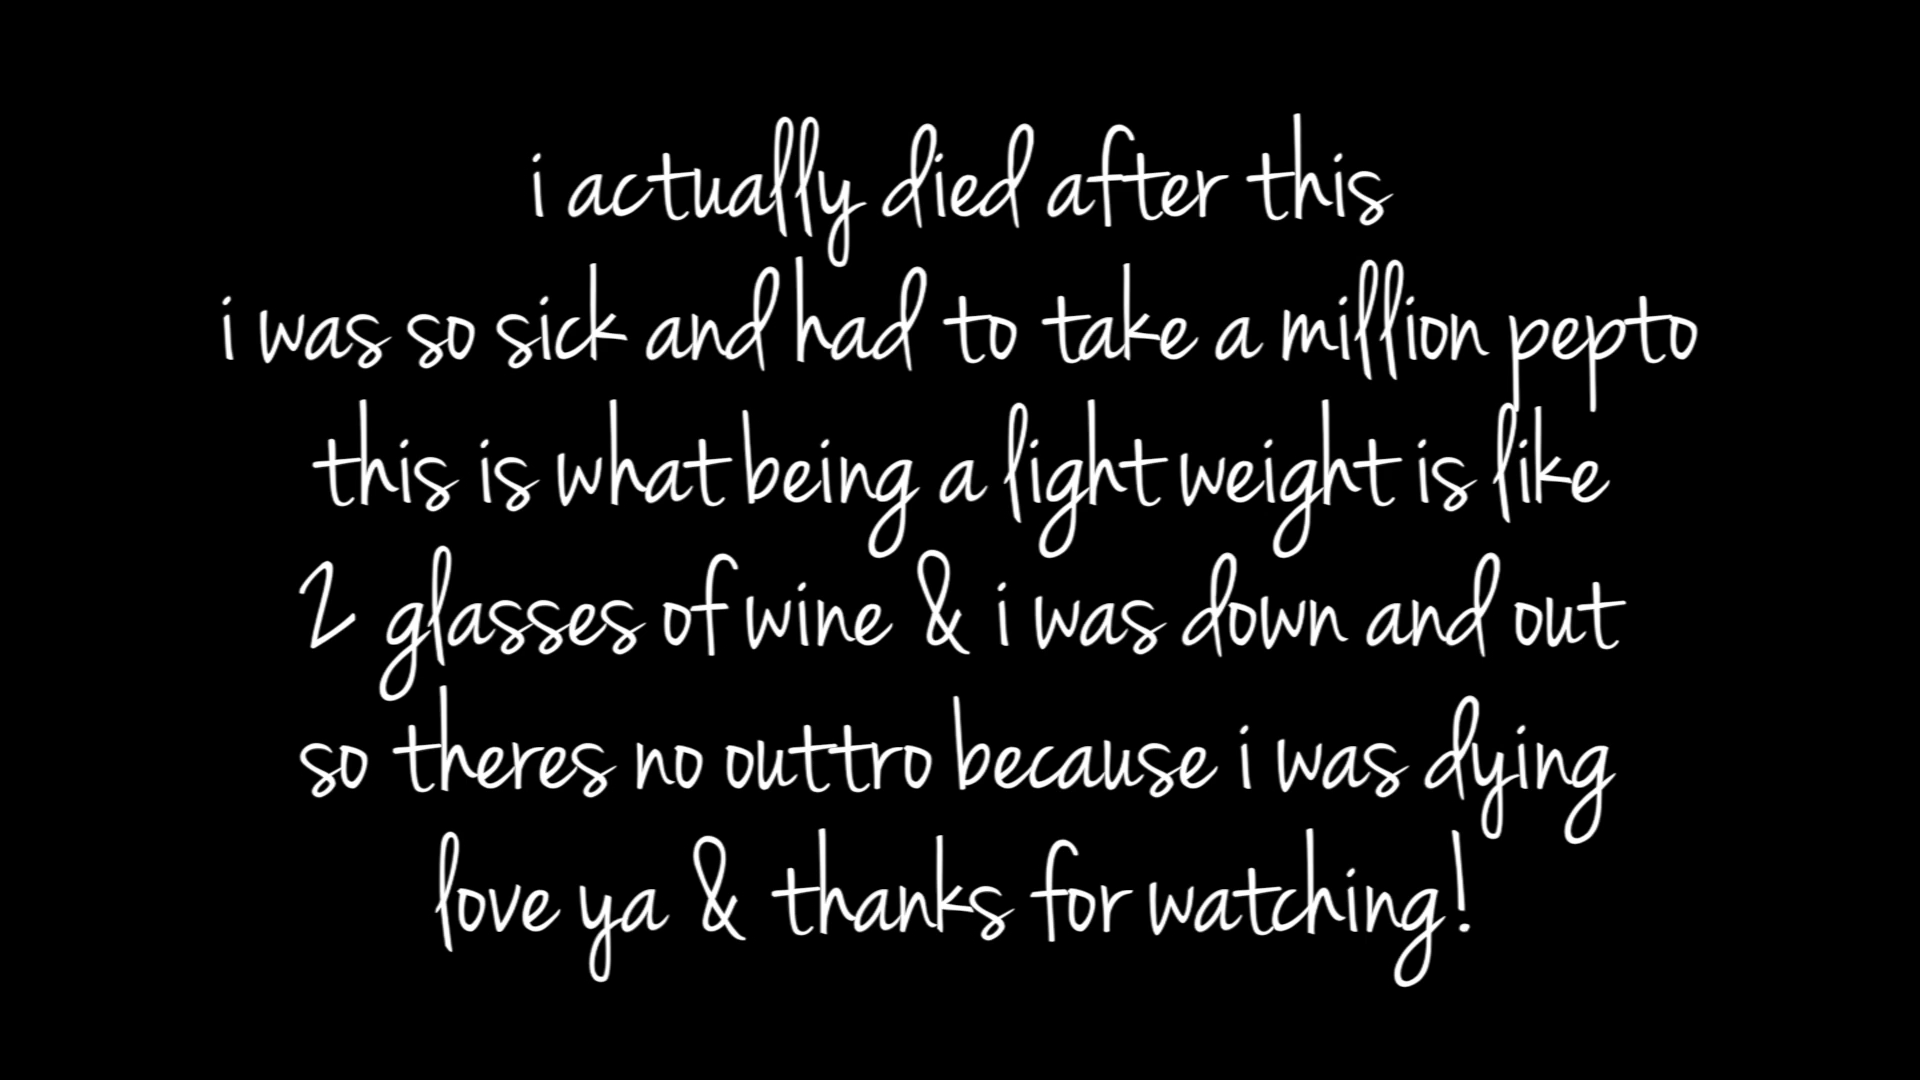 i actually died after this
i was so sick and had to take a million pepto
this is what being a light weight is like
2 glasses of wine & i was down and out
so theres no outtro because i was dying
love ya & thanks for watching!